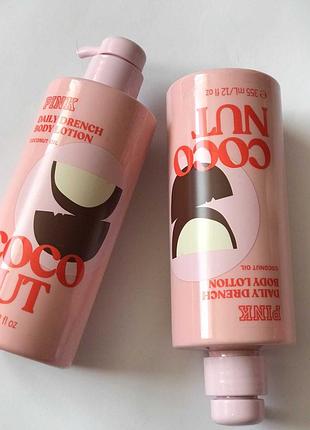 PINK
DAILY DRENCH
BODY LOTION
COCONUT OIL
COCO
NUT
fl oz
PINK
DAILY DRENCH
BODY LOTION
COCONUT OIL
COCO
NUT
℮ 355 mL/12 fl oz